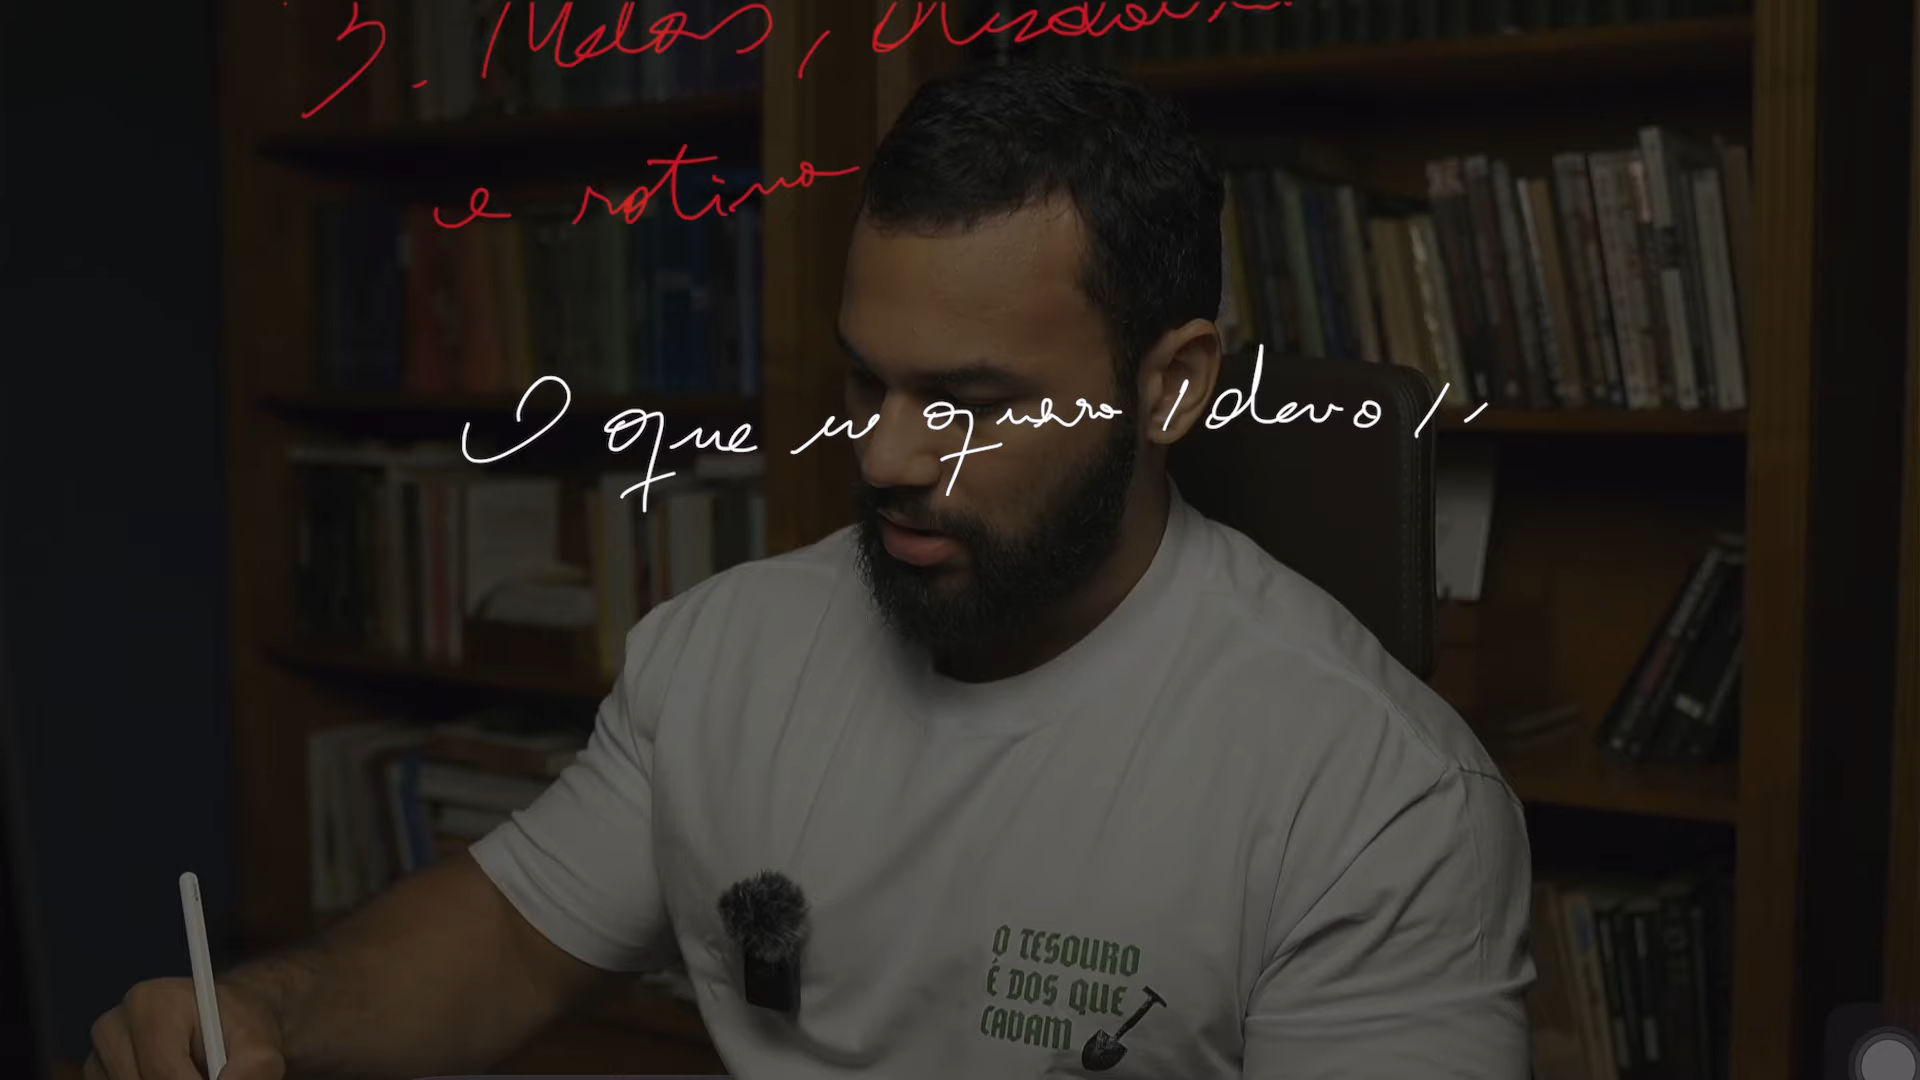 3. Metas,
e rotina
O que eu quero / devo /,
O TESOURO
É DOS QUE
CAVAM